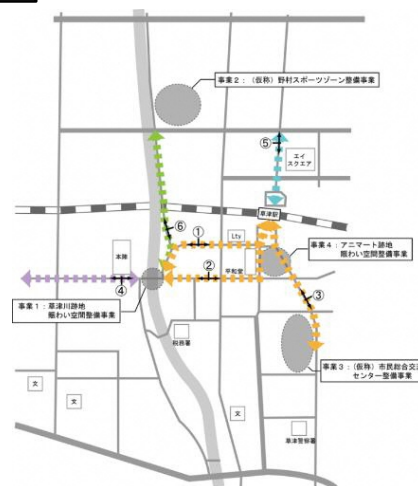 事業２：（仮称）野村スポーツゾーン整備事業
⑤
エイ
スクエア
草津駅
⑥
①
Lty
本陣
平和堂
事業４：アニマート跡地
賑わい空間整備事業
②
④
③
事業１：草津川跡地
賑わい空間整備事業
税務署
事業３：（仮称）市民総合交流
センター整備事業
文
文
文
草津警察署